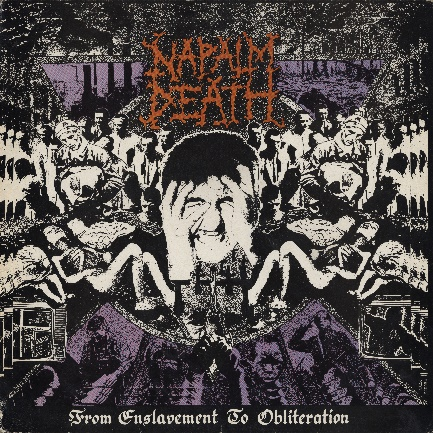 NAPALM
DEATH
From Enslavement To Obliteration